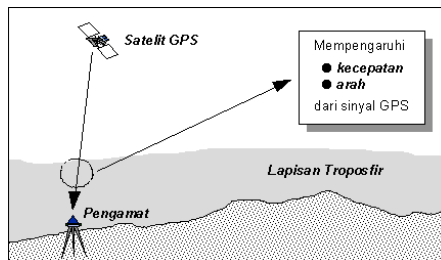 Satelit GPS
Mempengaruhi
● kecepatan
● arah
dari sinyal GPS
Lapisan Troposfir
Pengamat